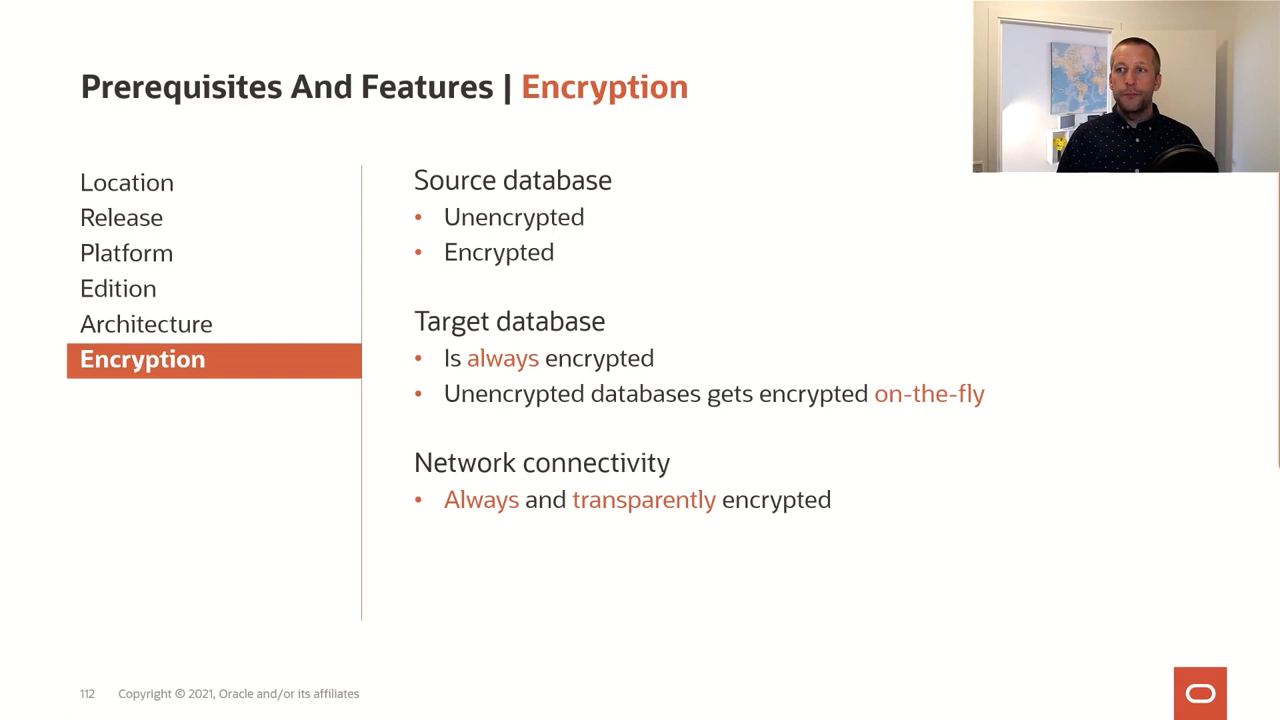 Prerequisites And Features | Encryption
Location
Release
Platform
Edition
Architecture
Encryption
Source database
• Unencrypted
• Encrypted
Target database
• Is always encrypted
• Unencrypted databases gets encrypted on-the-fly
Network connectivity
• Always and transparently encrypted
112 Copyright © 2021, Oracle and/or its affiliates